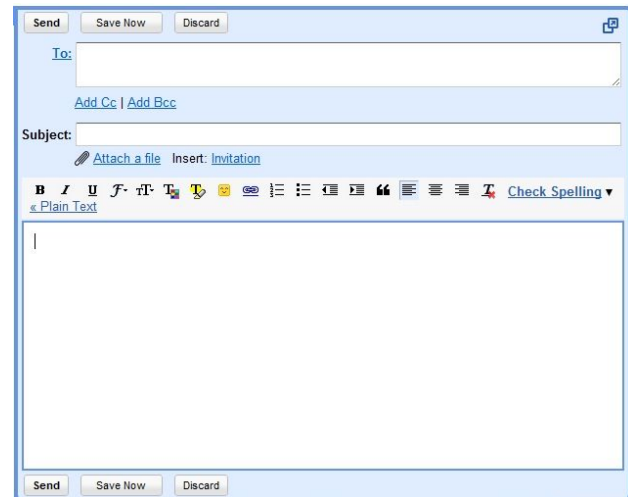 Send Save Now Discard
To:
Add Cc | Add Bcc
Subject:
Attach a file Insert: Invitation
B I U F T T T T Check Spelling ▾
« Plain Text
Send Save Now Discard